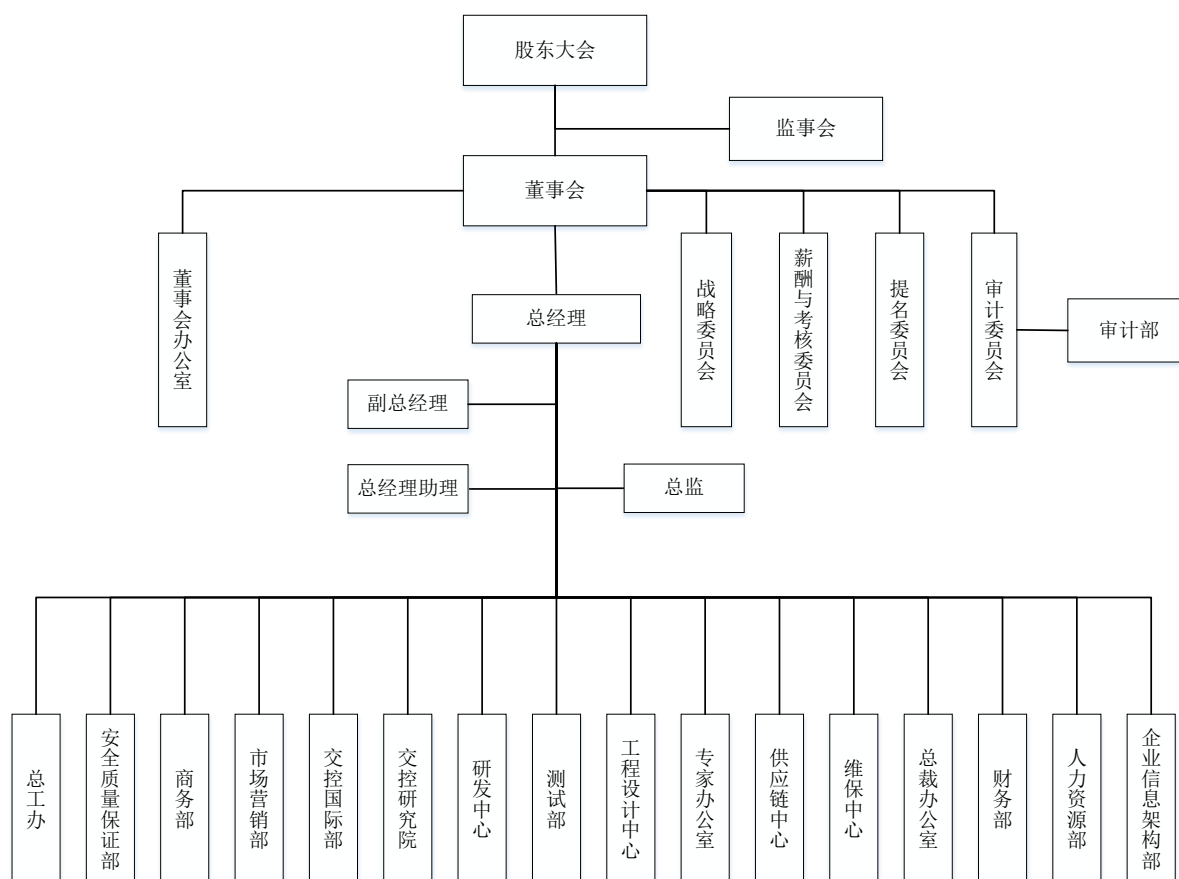 股东大会
监事会
董事会
董事会办公室
战略委员会
薪酬与考核委员会
提名委员会
审计委员会
审计部
总经理
副总经理
总经理助理
总监
总工办
安全质量保证部
商务部
市场营销部
交控国际部
交控研究院
研发中心
测试部
工程设计中心
专家办公室
供应链中心
维保中心
总裁办公室
财务部
人力资源部
企业信息架构部